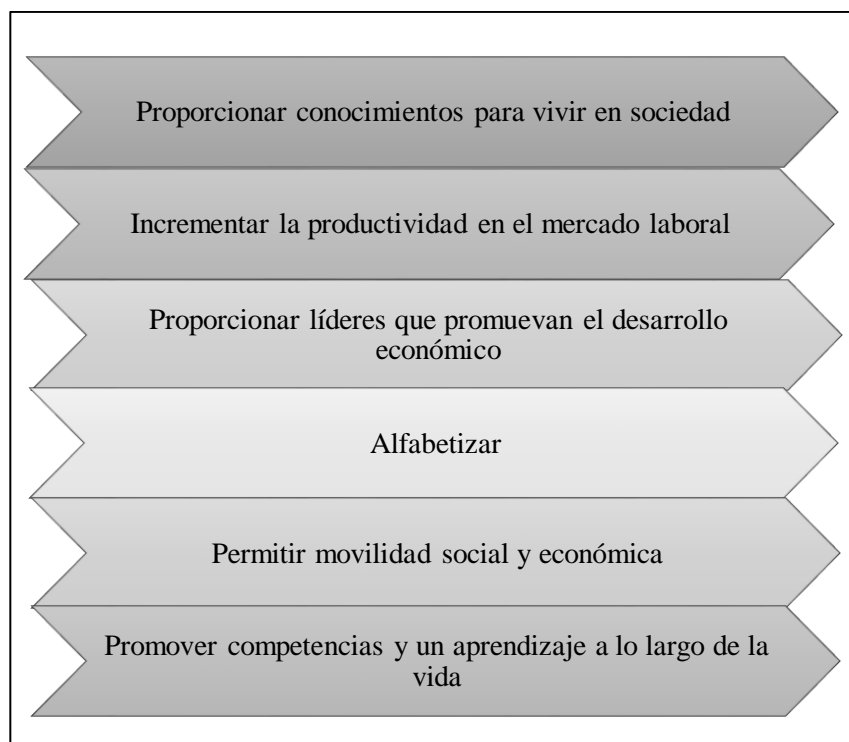 Proporcionar conocimientos para vivir en sociedad
Incrementar la productividad en el mercado laboral
Proporcionar líderes que promuevan el desarrollo
económico
Alfabetizar
Permitir movilidad social y económica
Promover competencias y un aprendizaje a lo largo de la
vida